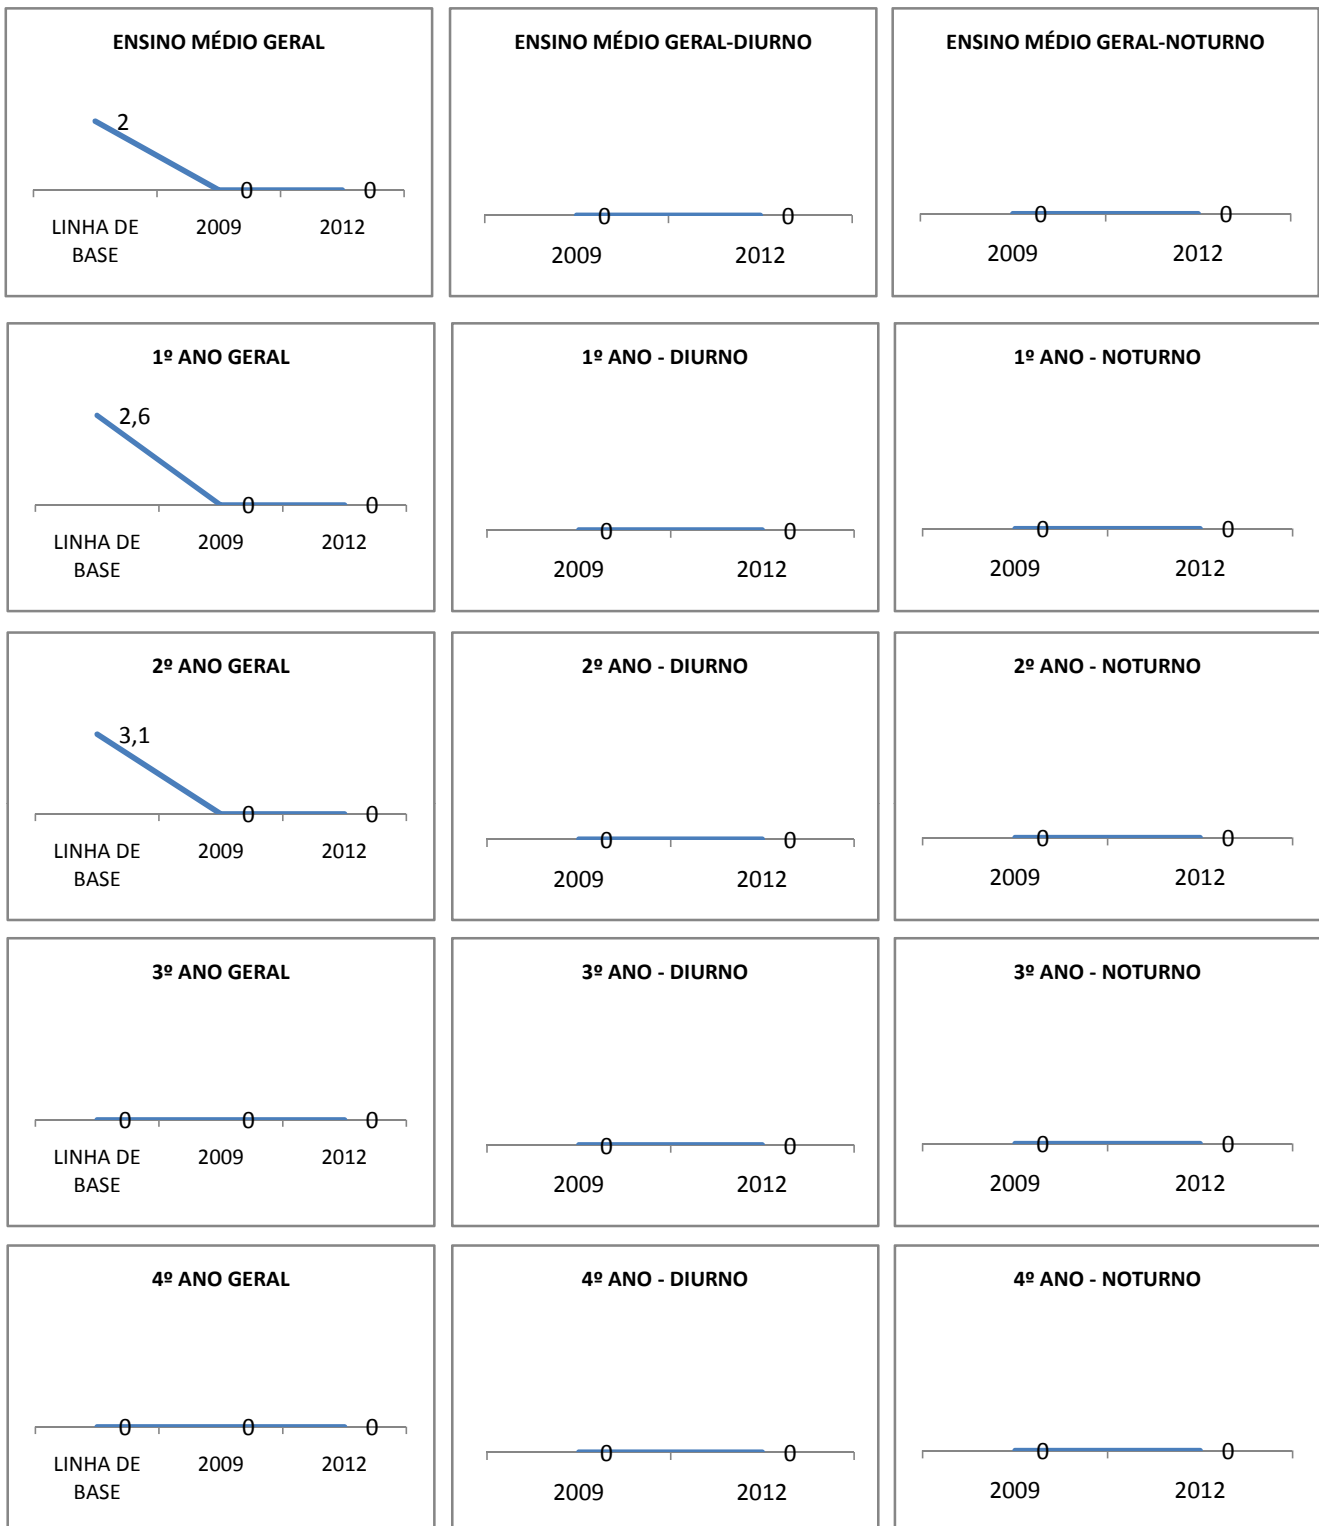 ENSINO MÉDIO GERAL
2
0
0
LINHA DE
BASE
2009
2012
ENSINO MÉDIO GERAL-DIURNO
0
0
2009
2012
ENSINO MÉDIO GERAL-NOTURNO
0
0
2009
2012
1º ANO GERAL
2,6
0
0
LINHA DE
BASE
2009
2012
1º ANO - DIURNO
0
0
2009
2012
1º ANO - NOTURNO
0
0
2009
2012
2º ANO GERAL
3,1
0
0
LINHA DE
BASE
2009
2012
2º ANO - DIURNO
0
0
2009
2012
2º ANO - NOTURNO
0
0
2009
2012
3º ANO GERAL
0
0
0
LINHA DE
BASE
2009
2012
3º ANO - DIURNO
0
0
2009
2012
3º ANO - NOTURNO
0
0
2009
2012
4º ANO GERAL
0
0
0
LINHA DE
BASE
2009
2012
4º ANO - DIURNO
0
0
2009
2012
4º ANO - NOTURNO
0
0
2009
2012